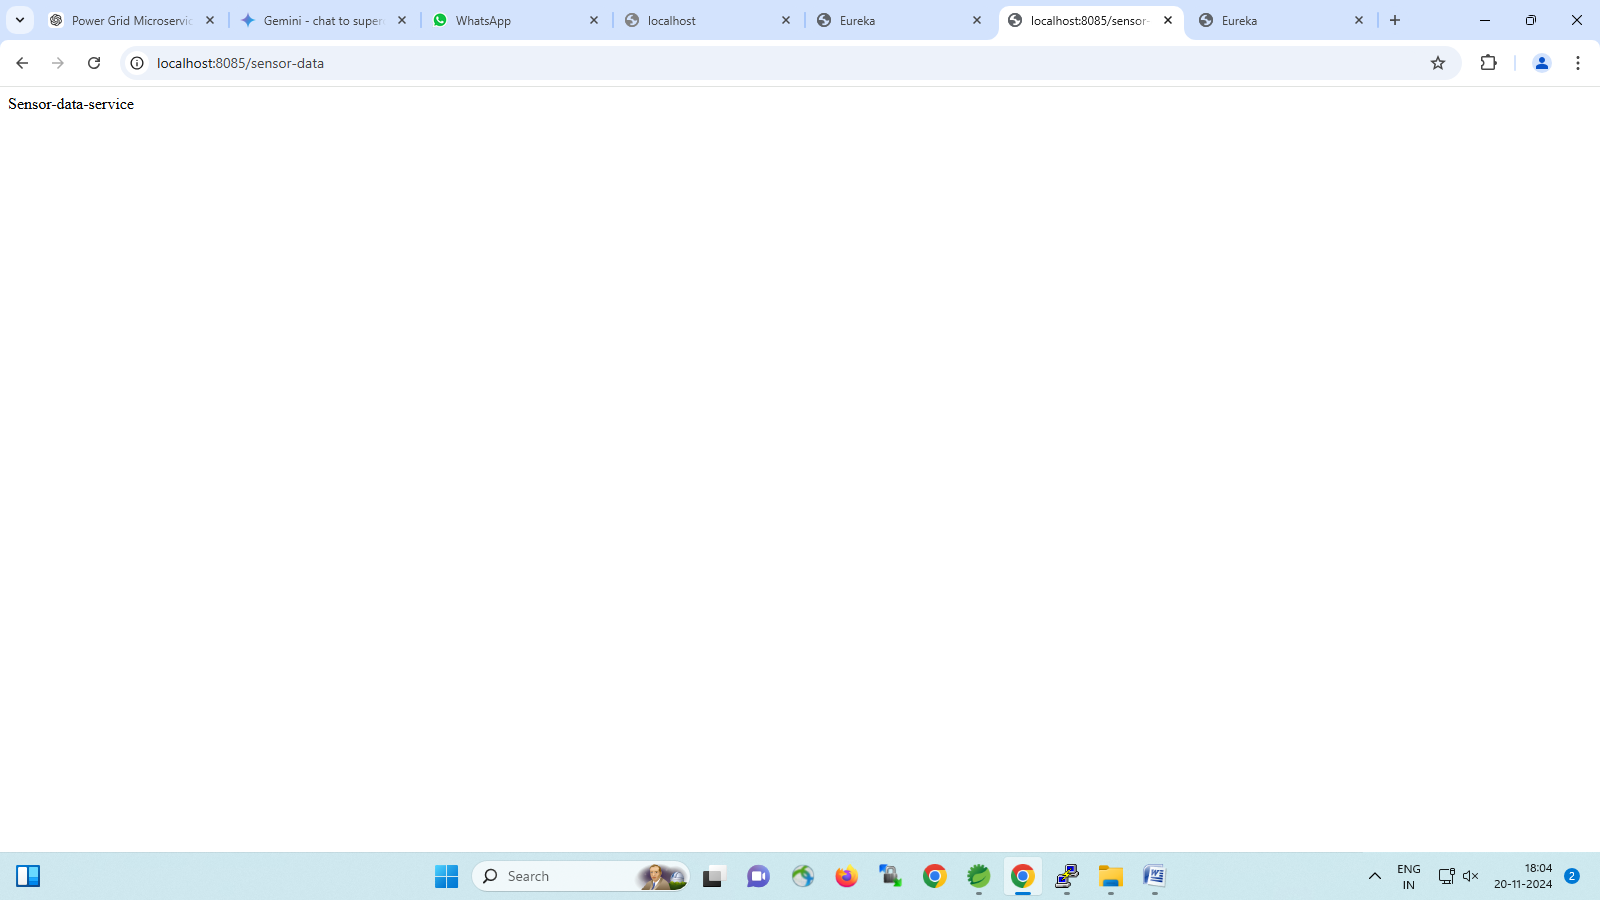 Power Grid Microservic
Gemini - chat to super
WhatsApp
localhost
Eureka
localhost:8085/sensor-
Eureka
localhost:8085/sensor-data
Sensor-data-service
Search
ENG
IN
18:04
20-11-2024
2